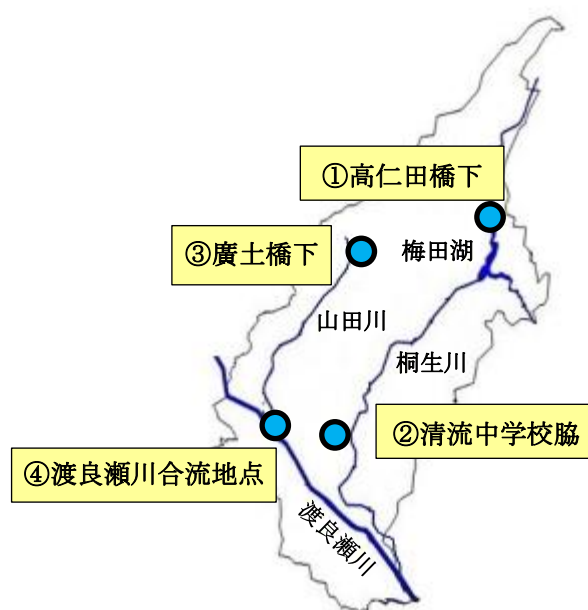 ①高仁田橋下
③廣土橋下
梅田湖
山田川
桐生川
②清流中学校脇
④渡良瀬川合流地点
渡良瀬川